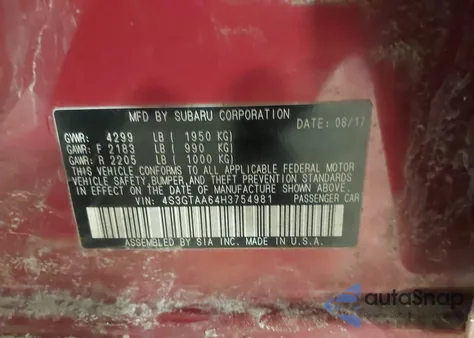 MFD BY SUBARU CORPORATION
DATE: 08/17
GVWR: 4299 LB ( 1950 KG)
GAWR: F 2183 LB ( 990 KG)
GAWR: R 2205 LB ( 1000 KG)
THIS VEHICLE CONFORMS TO ALL APPLICABLE FEDERAL MOTOR
VEHICLE SAFETY, BUMPER, AND THEFT PREVENTION STANDARDS
IN EFFECT ON THE DATE OF MANUFACTURE SHOWN ABOVE.
VIN: 4S3GTAA64H3754981 PASSENGER CAR
ASSEMBLED BY SIA INC. MADE IN U.S.A.
autoSnap